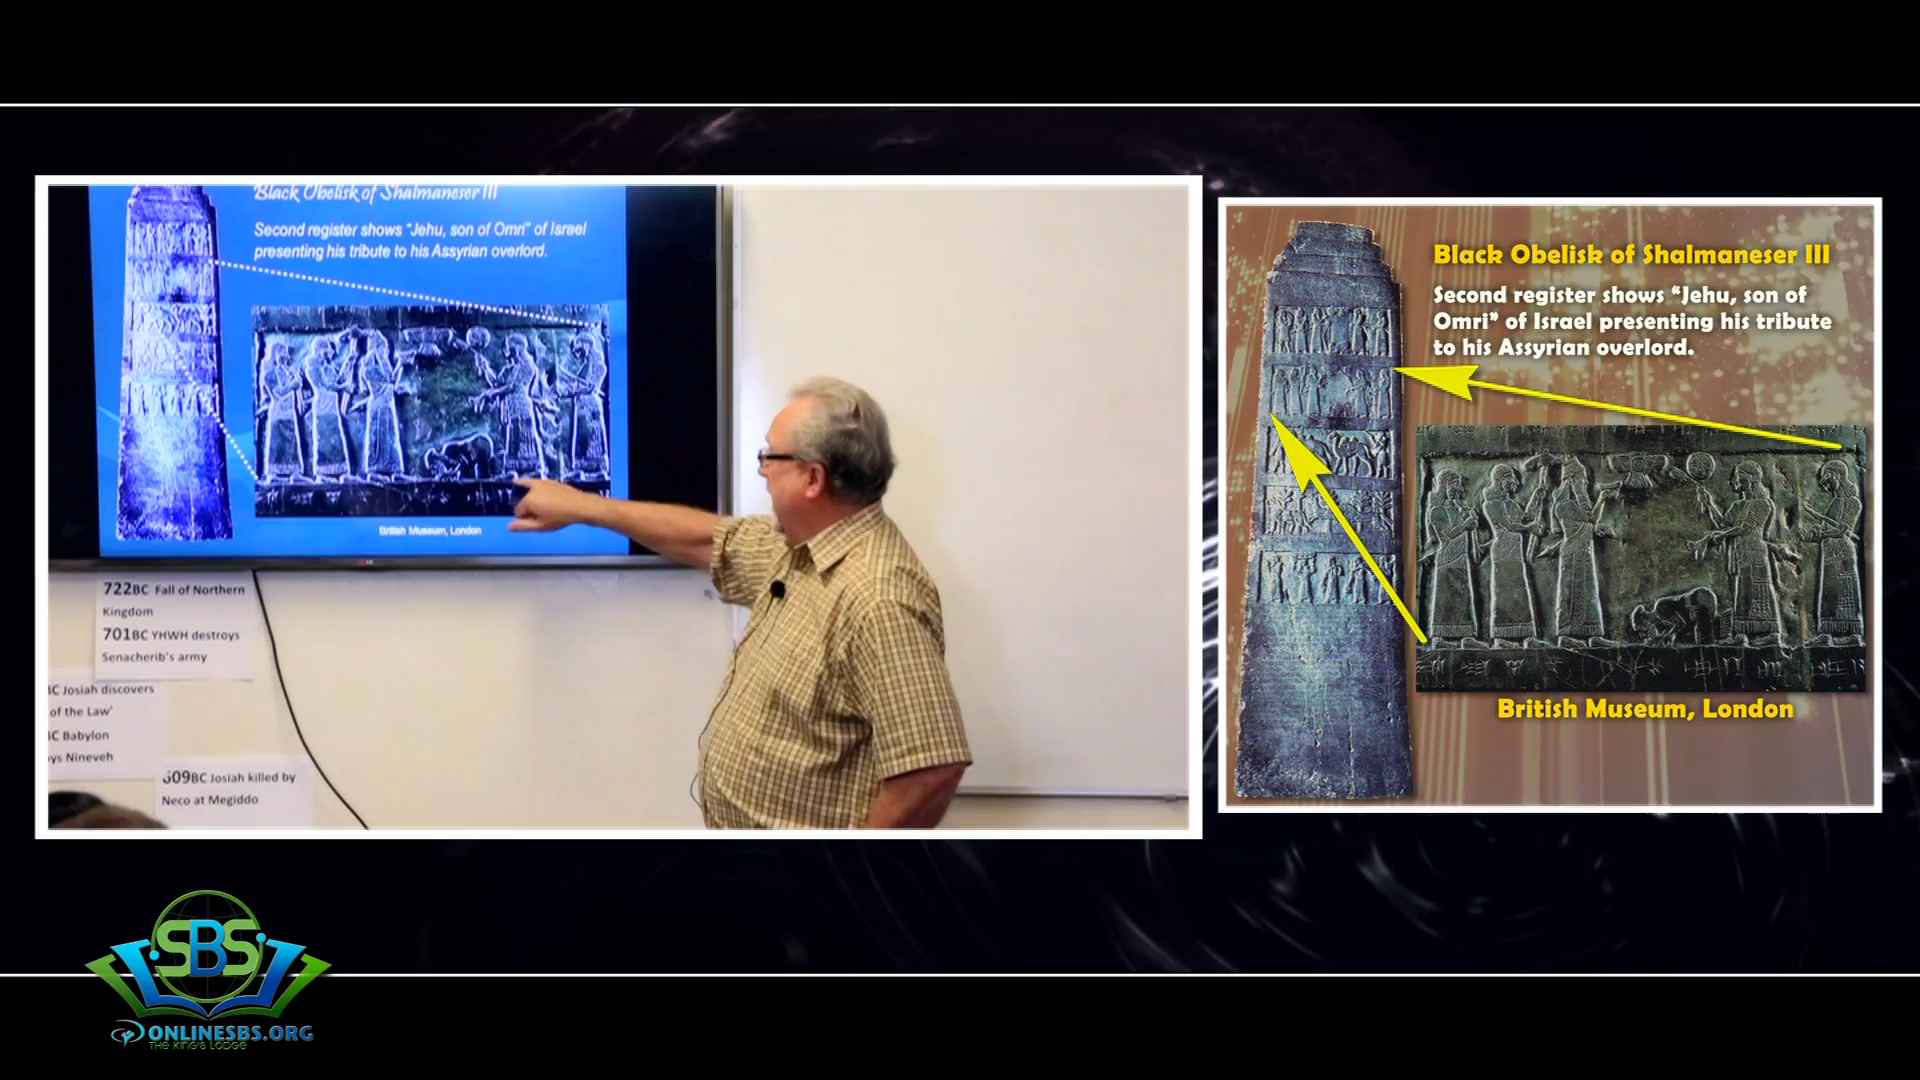 Black Obelisk of Shalmaneser III
Second register shows “Jehu, son of Omri” of Israel
presenting his tribute to his Assyrian overlord.
British Museum, London
722BC Fall of Northern
Kingdom
701BC YHWH destroys
Senacherib's army
Josiah discovers
of the Law'
Babylon
Nineveh
609BC Josiah killed by
Neco at Megiddo
Black Obelisk of Shalmaneser III
Second register shows “Jehu, son of
Omri” of Israel presenting his tribute
to his Assyrian overlord.
British Museum, London
SBS
ONLINESBS.ORG
THE KING'S LODGE